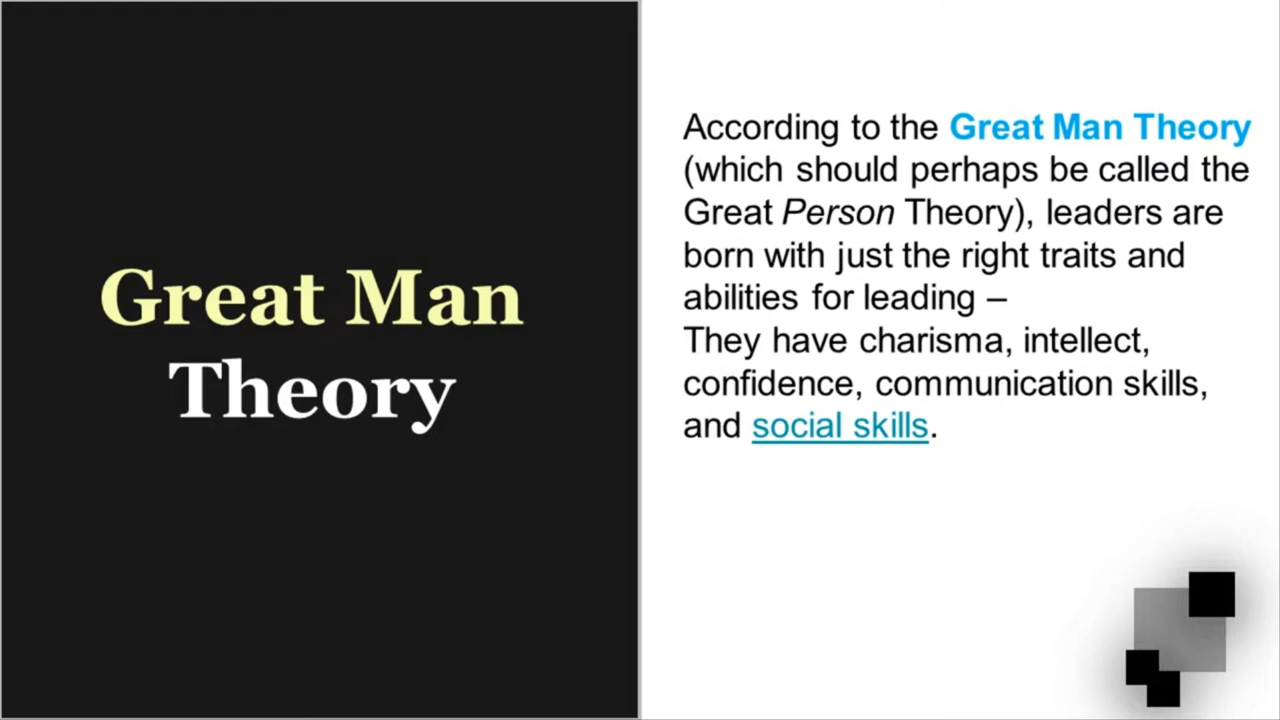 Great Man
Theory
According to the Great Man Theory
(which should perhaps be called the
Great Person Theory), leaders are
born with just the right traits and
abilities for leading –
They have charisma, intellect,
confidence, communication skills,
and social skills.